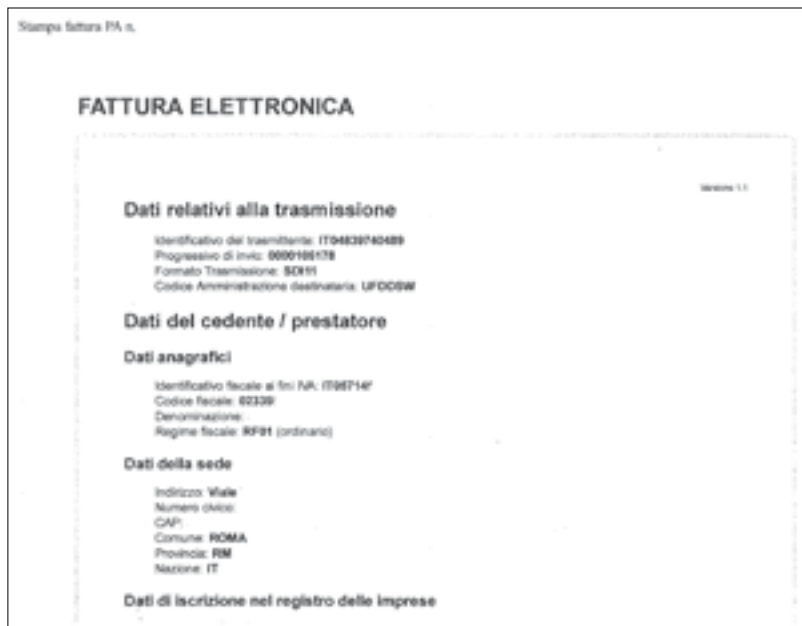 Stampa fattura PA n.
FATTURA ELETTRONICA
Versione 1.1
Dati relativi alla trasmissione
Identificativo del trasmittente: IT04839740489
Progressivo di invio: 0000105178
Formato Trasmissione: SDI11
Codice Amministrazione destinataria:
Dati del cedente / prestatore
Dati anagrafici
Identificativo fiscale ai fini IVA:
Codice fiscale: 02339
Denominazione:
Regime fiscale: RF01 (ordinario)
Dati della sede
Indirizzo: Viale
Numero civico:
CAP:
Comune: ROMA
Provincia: RM
Nazione: IT
Dati di iscrizione nel registro delle imprese